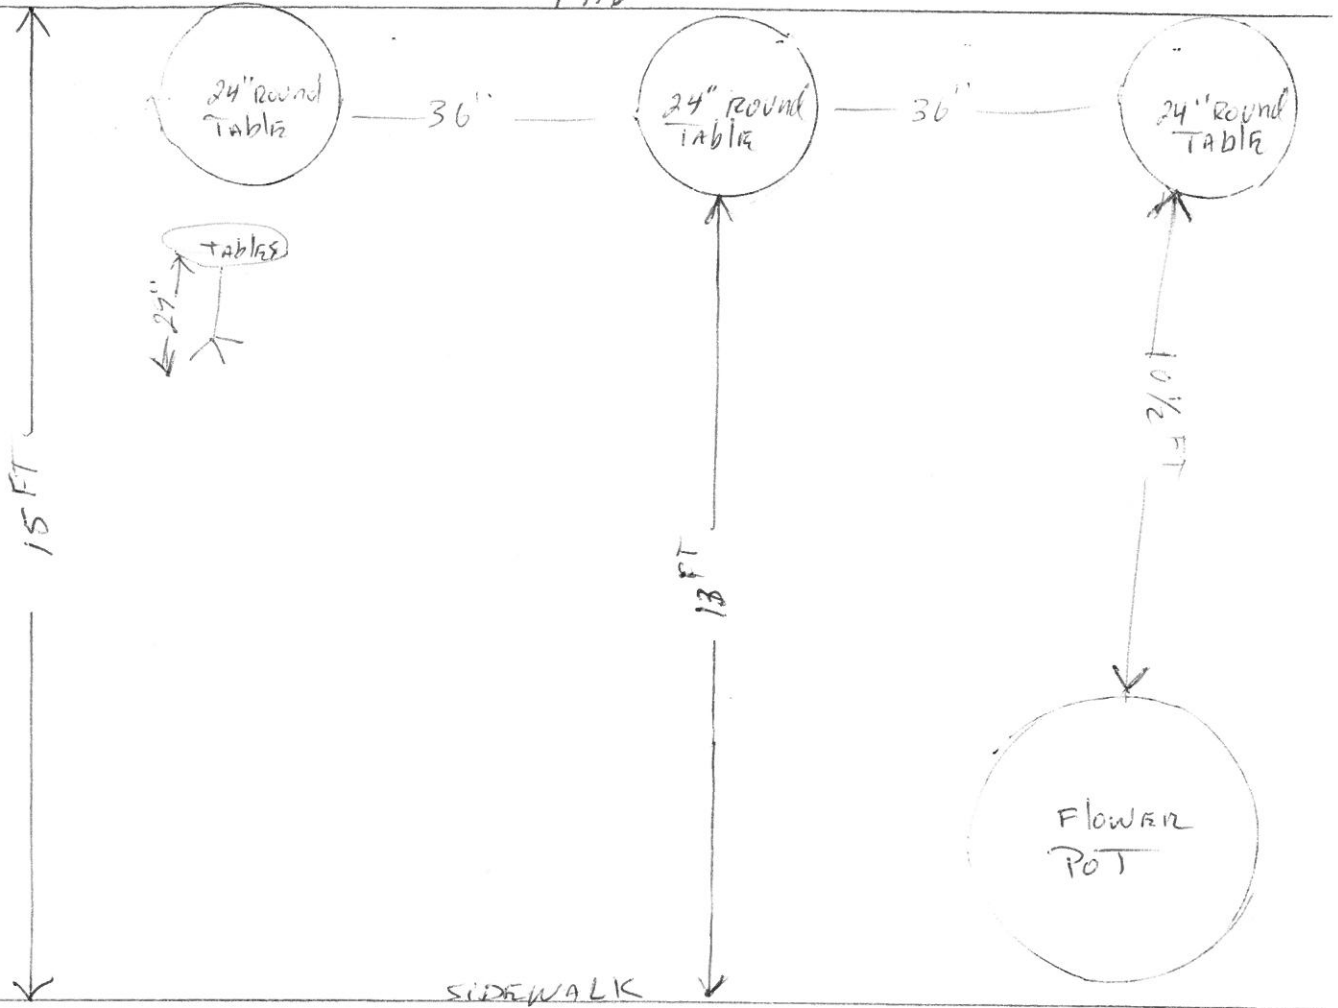 24" ROUNd
TAblE
36"
24" ROUNd
TAblE
36"
24" ROUNd
TAblE
TAblES
15 FT
13 FT
10 1/2 FT
FlOWER
POT
SIDEWALK